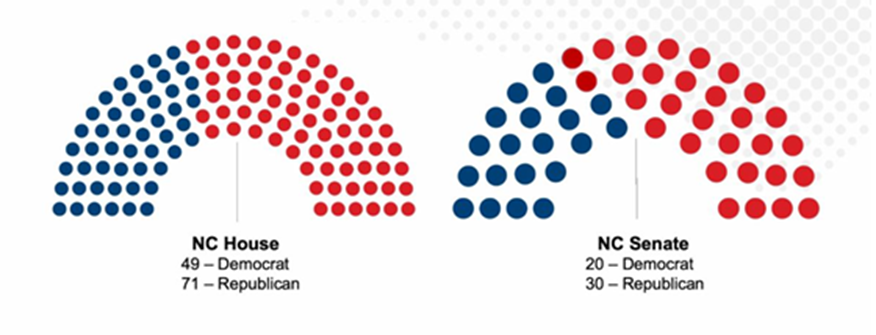 NC House
49 – Democrat
71 – Republican
NC Senate
20 – Democrat
30 – Republican